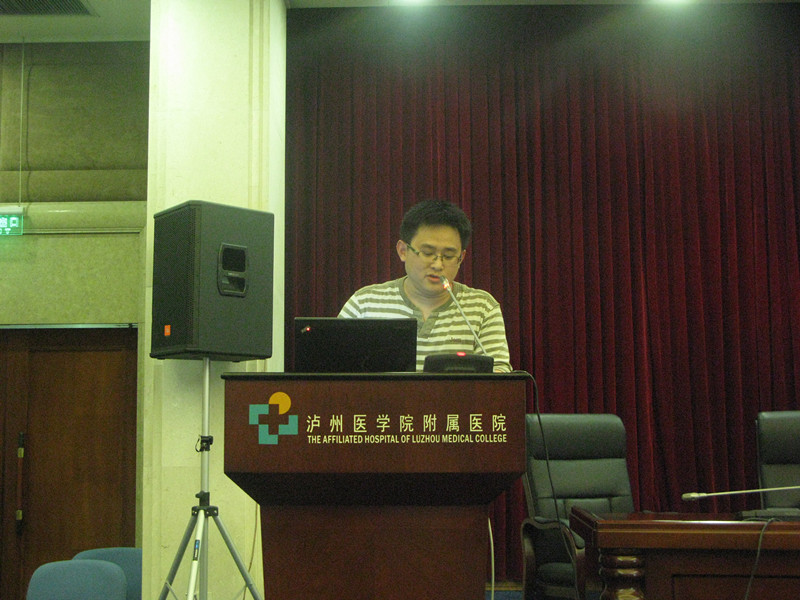 泸州医学院附属医院
THE AFFILIATED HOSPITAL OF LUZHOU MEDICAL COLLEGE